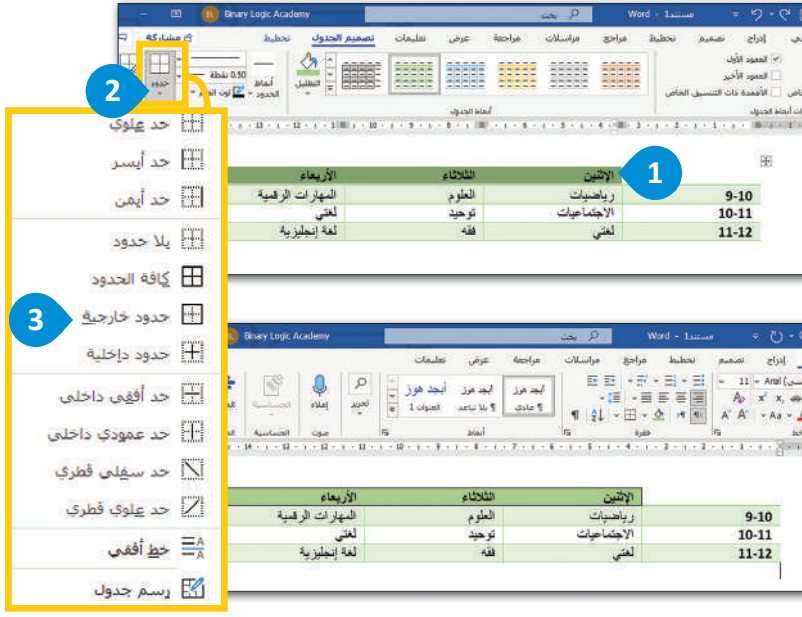 مستند1 - Word
بحث
Binary Logic Academy
BL
إدراج
تصميم
تخطيط
مراجع
مراسلات
مراجعة
عرض
تعليمات
تصميم الجدول
تخطيط
مشاركة
العمود الأول
العمود الأخير
الأعمدة ذات التنسيق الخاص
أنماط الجدول
التظليل
أنماط الحدود
0.50 نقطة
لون القلم
حدود
2
1
الإثنين
الثلاثاء
الأربعاء
9-10
رياضيات
العلوم
المهارات الرقمية
10-11
الاجتماعيات
توحيد
لغتي
11-12
لغتي
فقه
لغة إنجليزية
حد علوي
حد أيسر
حد أيمن
بلا حدود
كافة الحدود
حدود خارجية
3
حدود داخلية
حد أفقي داخلي
حد عمودي داخلي
حد سفلي قطري
حد علوي قطري
خط أفقي
رسم جدول
مستند1 - Word
بحث
Binary Logic Academy
إدراج
تصميم
تخطيط
مراجع
مراسلات
مراجعة
عرض
تعليمات
11
Arial
فقرة
أبجد هوز
أبجد هوز
أبجد هوز
¶ عادي
¶ بلا تباعد
العنوان 1
أنماط
تحرير
إملاء
صوت
الحساسية
الحساسية
الإثنين
الثلاثاء
الأربعاء
9-10
رياضيات
العلوم
المهارات الرقمية
10-11
الاجتماعيات
توحيد
لغتي
11-12
لغتي
فقه
لغة إنجليزية